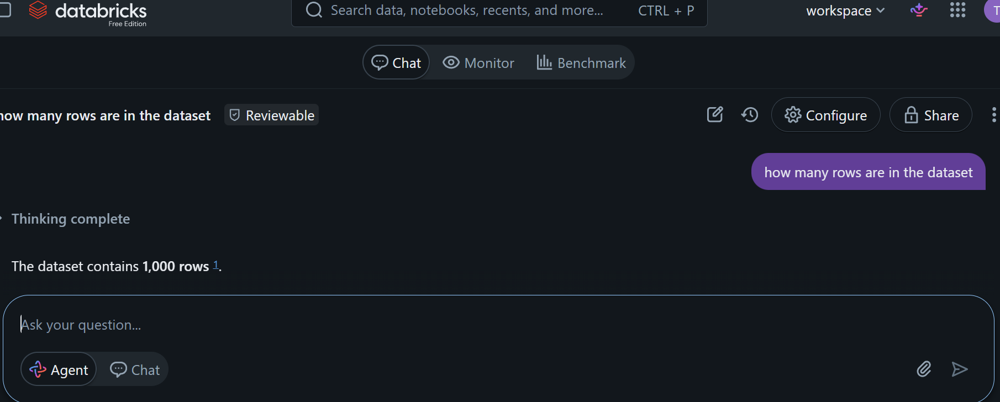 databricks
Free Edition
Search data, notebooks, recents, and more... CTRL + P
workspace
T
Chat Monitor Benchmark
how many rows are in the dataset Reviewable
Configure Share
how many rows are in the dataset
Thinking complete
The dataset contains 1,000 rows 1.
Ask your question...
Agent Chat